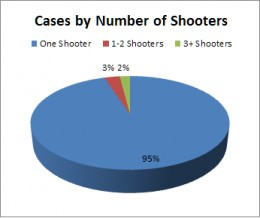 Cases by Number of Shooters
One Shooter 1-2 Shooters 3+ Shooters
3% 2%
95%